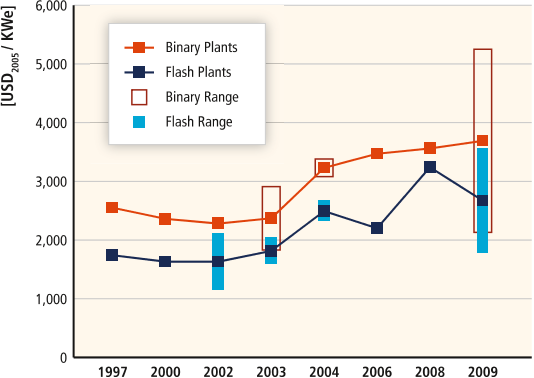 [USD2005 / KWe]
6,000
5,000
4,000
3,000
2,000
1,000
0
Binary Plants
Flash Plants
Binary Range
Flash Range
1997 2000 2002 2003 2004 2006 2008 2009